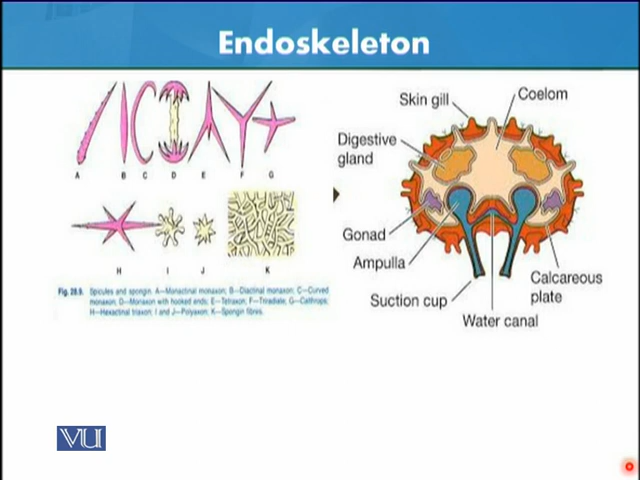 Endoskeleton
A B C D E F G
H I J K
Fig. 28.9. Spicules and spongin. A—Monactinal monaxon; B—Diactinal monaxon; C—Curved
monaxon; D—Monaxon with hooked ends; E—Tetraxon; F—Triradiate; G—Calthrops;
H—Hexactinal triaxon; I and J—Polyaxon; K—Spongin fibres.
Skin gill
Coelom
Digestive
gland
Gonad
Ampulla
Suction cup
Water canal
Calcareous
plate
VU